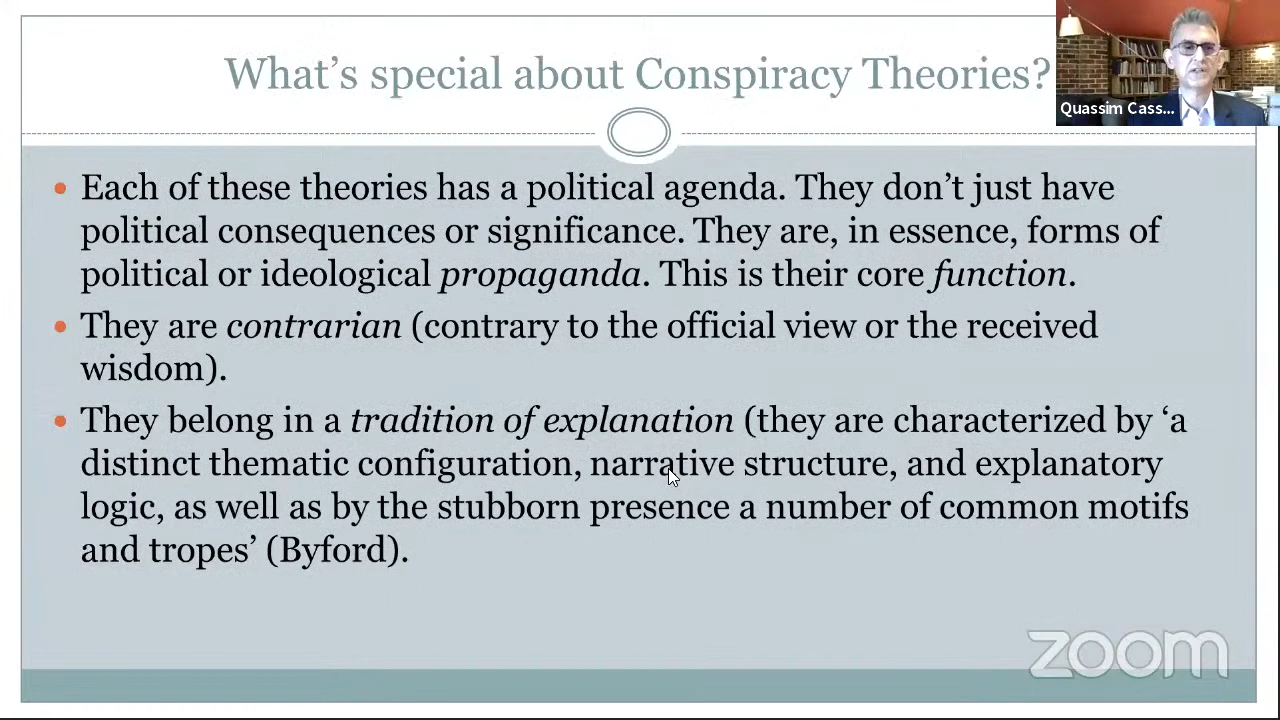 What's special about Conspiracy Theories?
Quassim Cass...
• Each of these theories has a political agenda. They don't just have
political consequences or significance. They are, in essence, forms of
political or ideological propaganda. This is their core function.
• They are contrarian (contrary to the official view or the received
wisdom).
• They belong in a tradition of explanation (they are characterized by ‘a
distinct thematic configuration, narrative structure, and explanatory
logic, as well as by the stubborn presence a number of common motifs
and tropes’ (Byford).
zoom